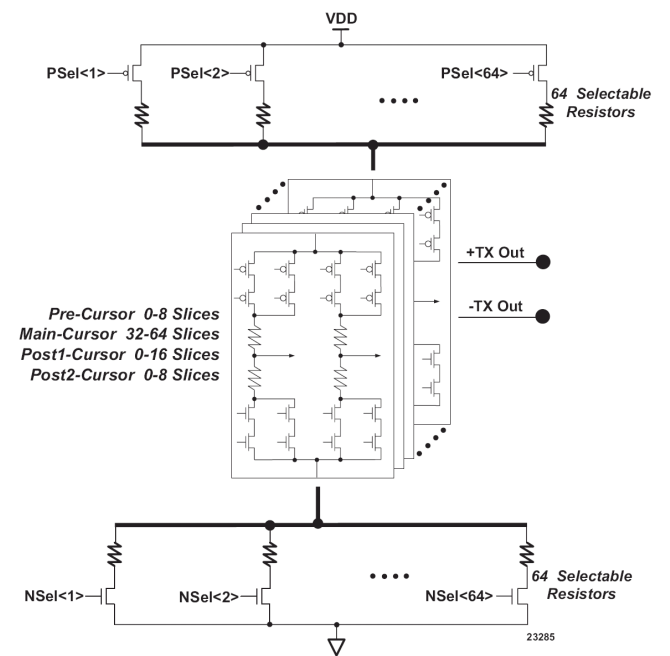 VDD
PSel<1>
PSel<2>
PSel<64>
64 Selectable
Resistors
+TX Out
-TX Out
Pre-Cursor 0-8 Slices
Main-Cursor 32-64 Slices
Post1-Cursor 0-16 Slices
Post2-Cursor 0-8 Slices
NSel<1>
NSel<2>
NSel<64>
64 Selectable
Resistors
23285